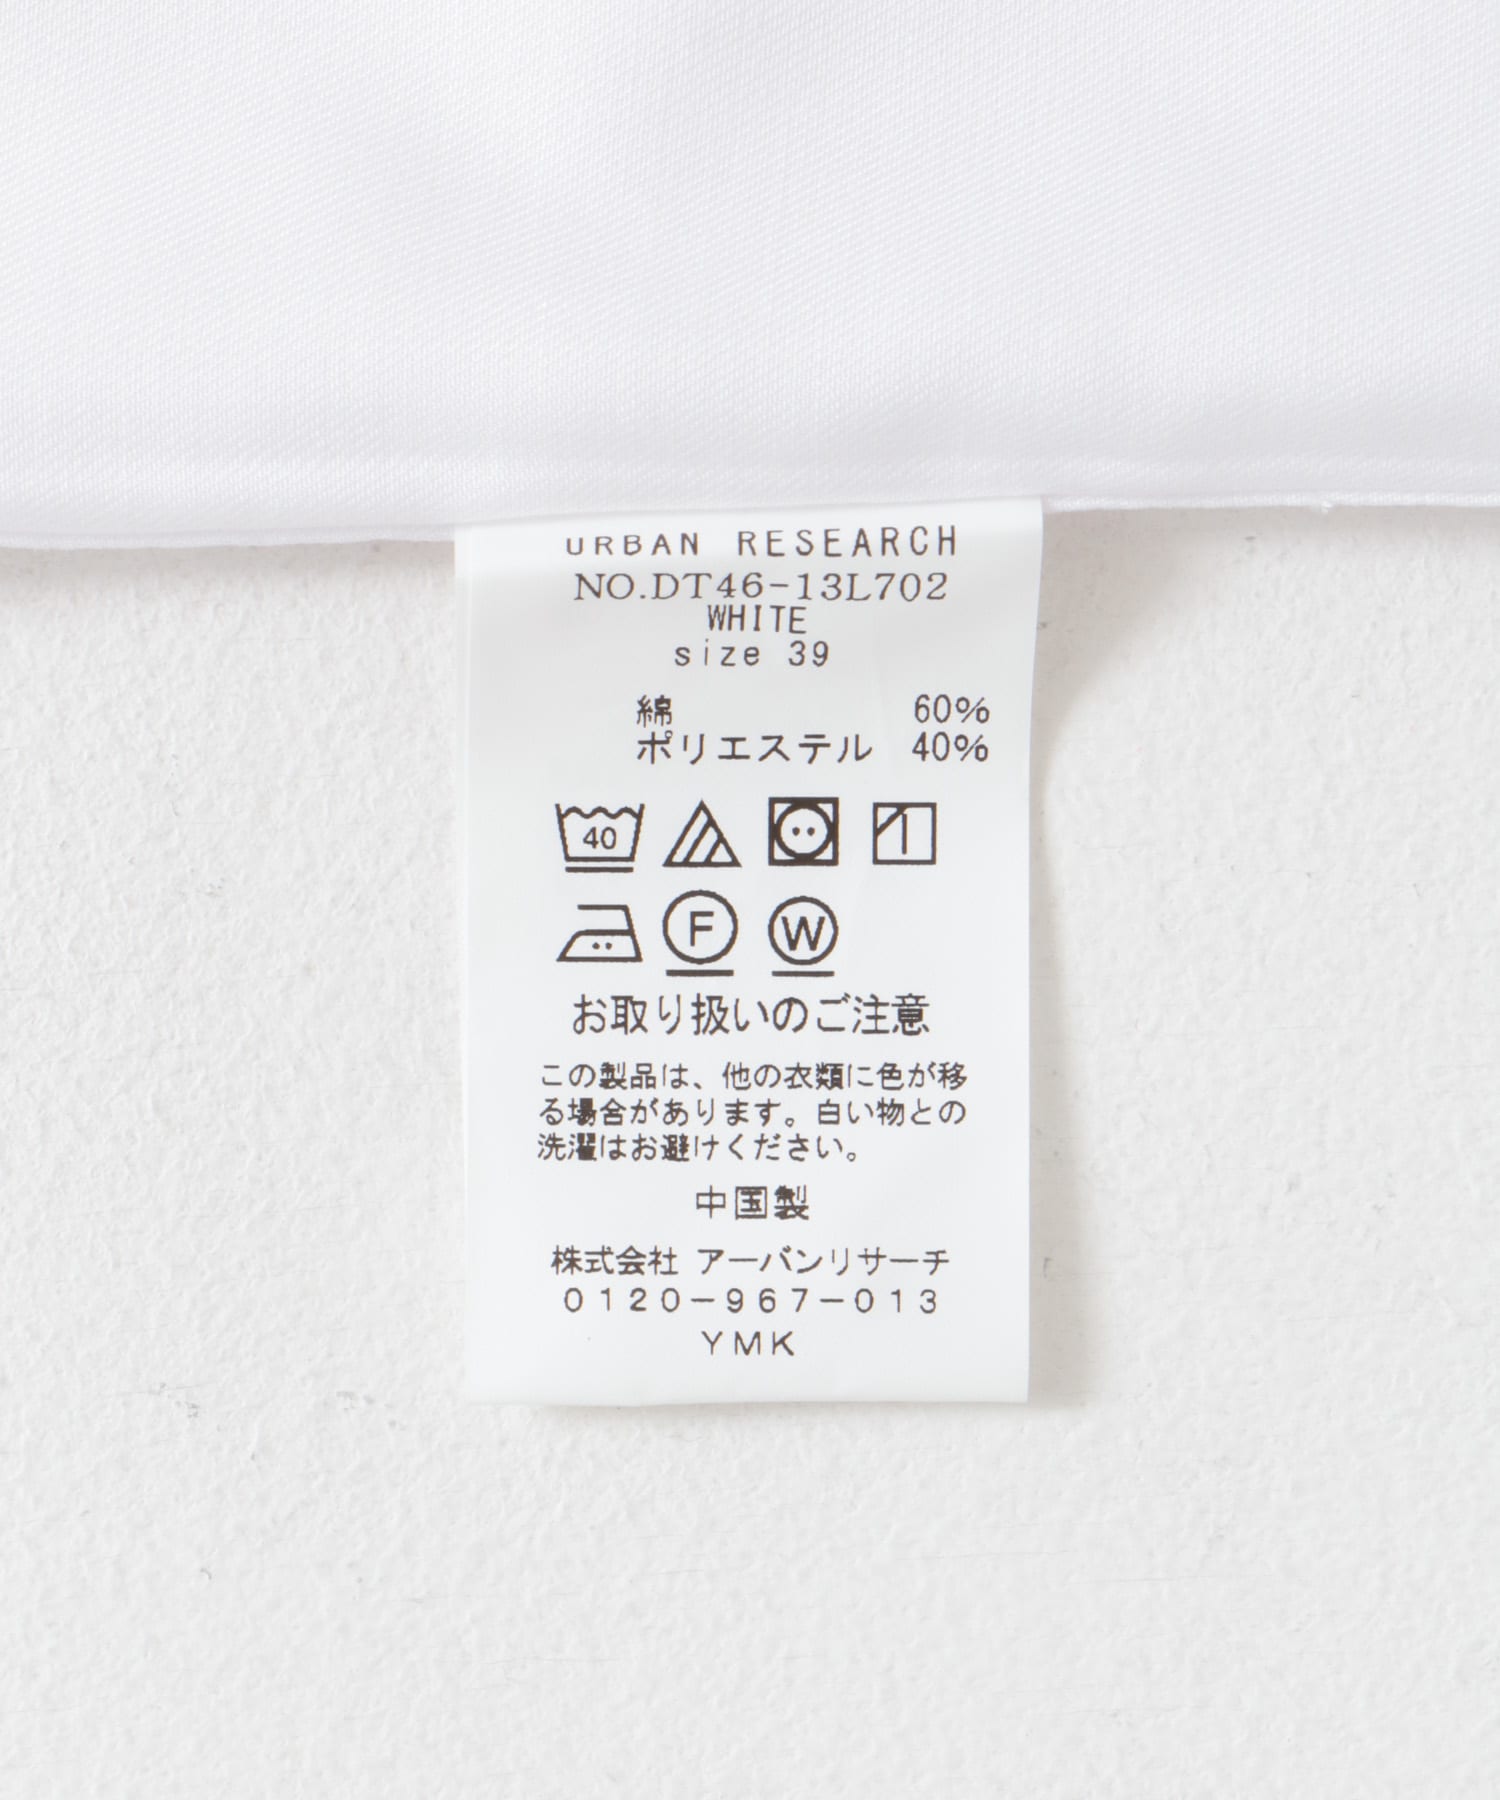 URBAN RESEARCH
NO.DT46-13L702
WHITE
size 39
綿 60%
ポリエステル 40%
40
F W
お取り扱いのご注意
この製品は、他の衣類に色が移
る場合があります。白い物との
洗濯はお避けください。
中国製
株式会社 アーバンリサーチ
0120-967-013
YMK